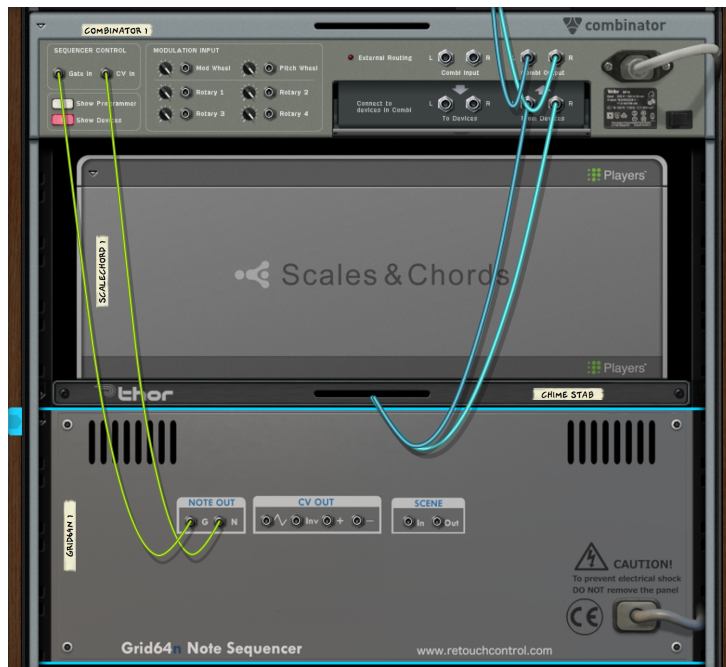 COMBINATOR 1
combinator
SEQUENCER CONTROL
MODULATION INPUT
Gate In
CV In
Mod Wheel
Pitch Wheel
External Routing
L
R
L
R
Combi Input
Combi Output
Show Programmer
Show Devices
Rotary 1
Rotary 2
Rotary 3
Rotary 4
Connect to
devices in Combi
L
R
L
R
To Devices
From Devices
Players
SCALECHORD 1
Scales & Chords
Players
thor
CHIME STAB
GRID64N 1
NOTE OUT
CV OUT
SCENE
G
N
Inv
+
−
In
Out
CAUTION!
To prevent electrical shock
DO NOT remove the panel
CE
Grid64n Note Sequencer
www.retouchcontrol.com